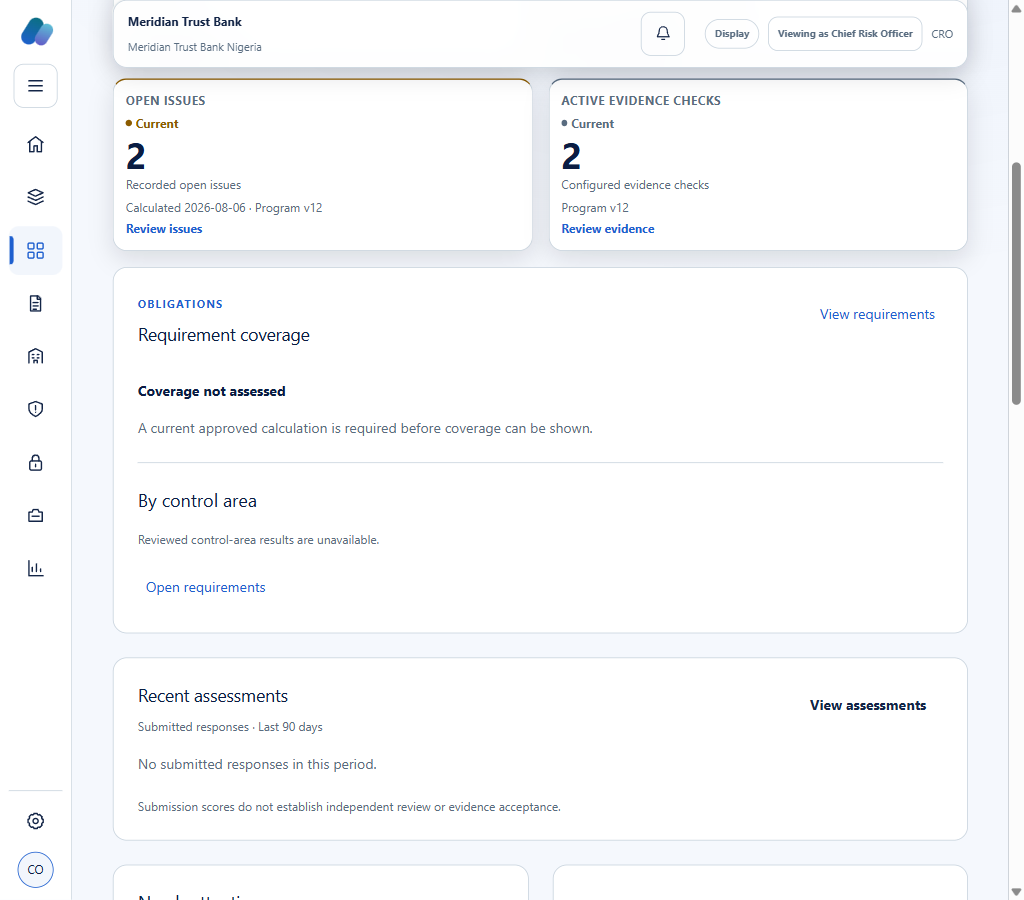 Meridian Trust Bank
Meridian Trust Bank Nigeria
Display
Viewing as Chief Risk Officer
CRO
OPEN ISSUES
Current
2
Recorded open issues
Calculated 2026-08-06 · Program v12
Review issues
ACTIVE EVIDENCE CHECKS
Current
2
Configured evidence checks
Program v12
Review evidence
OBLIGATIONS
Requirement coverage
View requirements
Coverage not assessed
A current approved calculation is required before coverage can be shown.
By control area
Reviewed control-area results are unavailable.
Open requirements
Recent assessments
Submitted responses · Last 90 days
View assessments
No submitted responses in this period.
Submission scores do not establish independent review or evidence acceptance.
CO